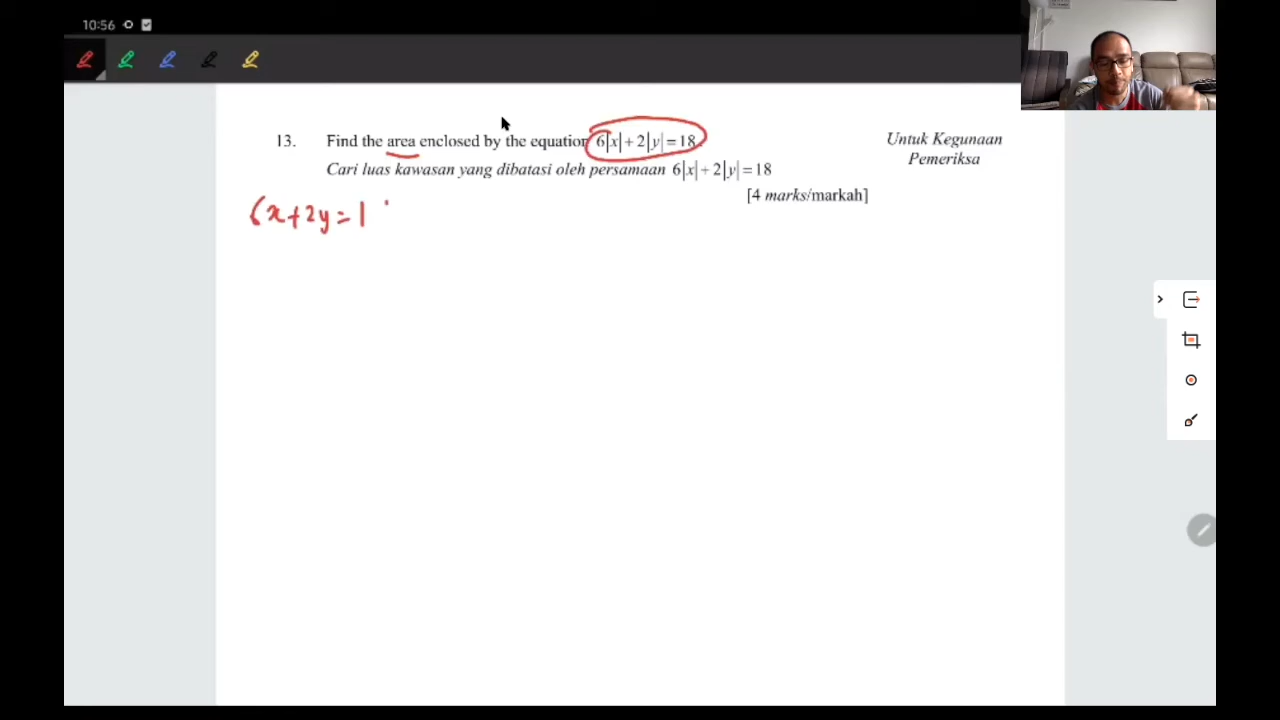 10:56
13. Find the area enclosed by the equation 6|x|+2|y|=18.
Untuk Kegunaan
Pemeriksa
Cari luas kawasan yang dibatasi oleh persamaan 6|x|+2|y|=18
[4 marks/markah]
6x+2y=1